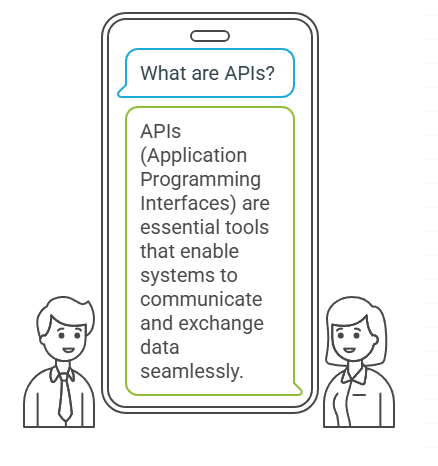 What are APIs?
APIs
(Application
Programming
Interfaces) are
essential tools
that enable
systems to
communicate
and exchange
data
seamlessly.